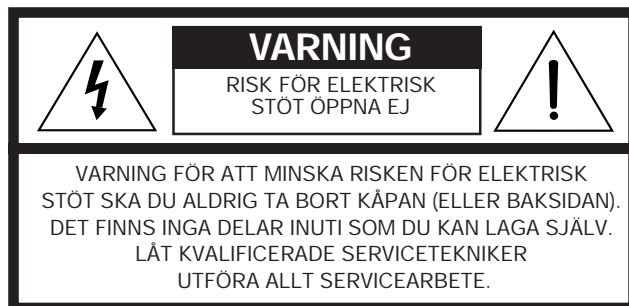 VARNING
RISK FÖR ELEKTRISK
STÖT ÖPPNA EJ
VARNING FÖR ATT MINSKA RISKEN FÖR ELEKTRISK
STÖT SKA DU ALDRIG TA BORT KÅPAN (ELLER BAKSIDAN).
DET FINNS INGA DELAR INUTI SOM DU KAN LAGA SJÄLV.
LÅT KVALIFICERADE SERVICETEKNIKER
UTFÖRA ALLT SERVICEARBETE.